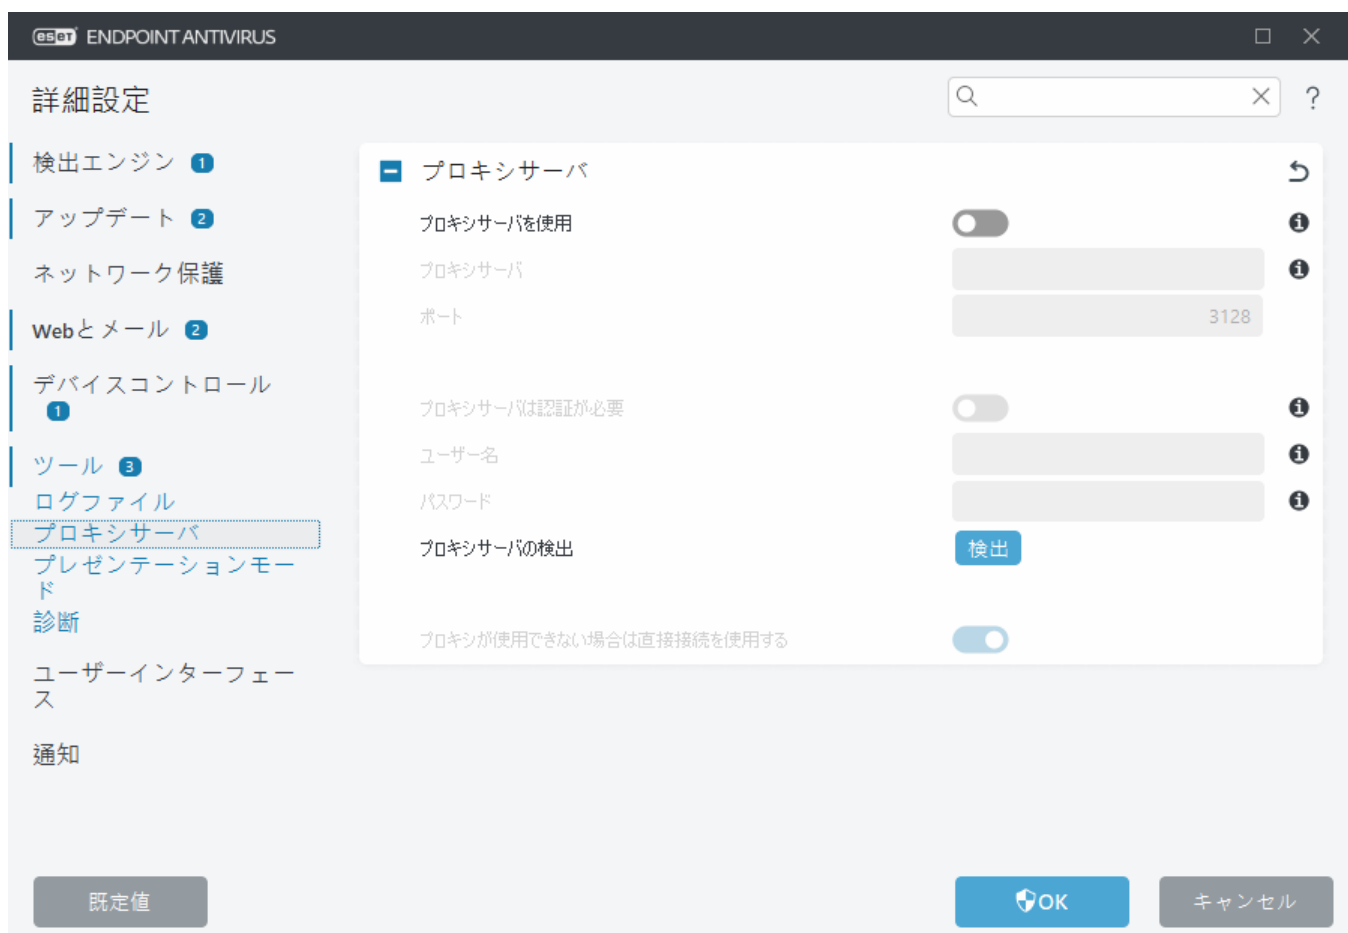 eset ENDPOINT ANTIVIRUS
詳細設定
?
検出エンジン 1
アップデート 2
ネットワーク保護
Webとメール 2
デバイスコントロール
1
ツール 3
ログファイル
プロキシサーバ
プレゼンテーションモー
ド
診断
ユーザーインターフェー
ス
通知
プロキシサーバ
プロキシサーバを使用
プロキシサーバ
ポート
3128
プロキシサーバは認証が必要
ユーザー名
パスワード
プロキシサーバの検出
検出
プロキシが使用できない場合は直接接続を使用する
既定値
OK
キャンセル